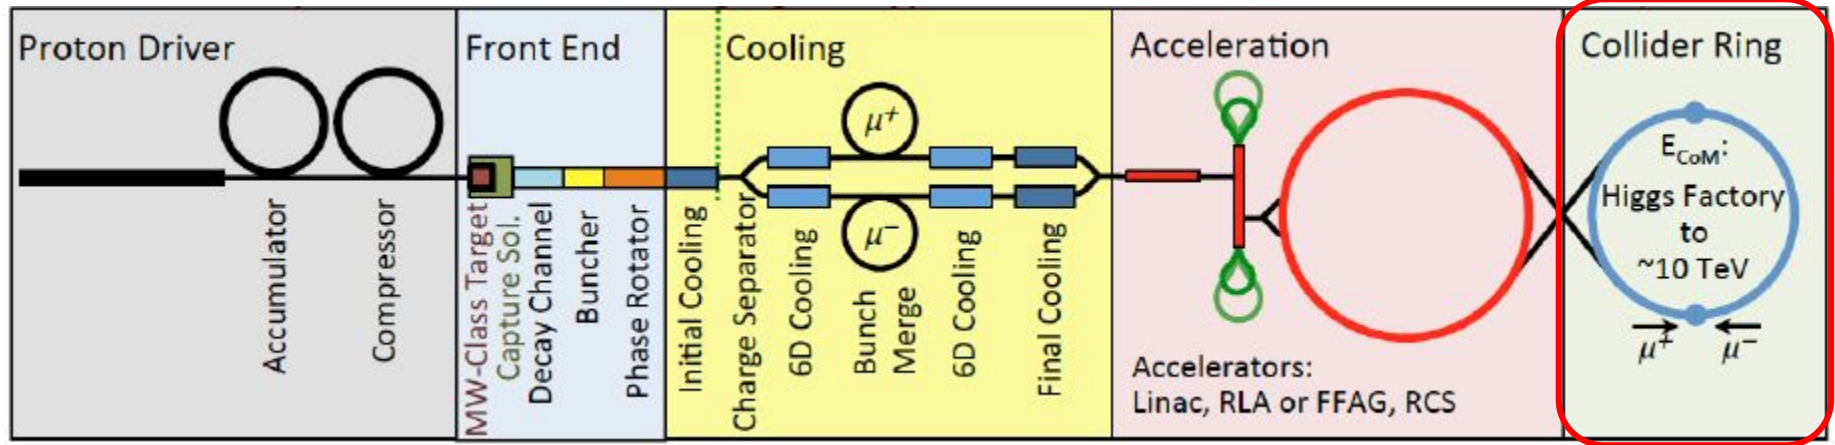 Proton Driver
Accumulator
Compressor
Front End
MW-Class Target
Capture Sol.
Decay Channel
Buncher
Phase Rotator
Cooling
μ+
μ−
Initial Cooling
Charge Separator
6D Cooling
Bunch
Merge
6D Cooling
Final Cooling
Acceleration
Accelerators:
Linac, RLA or FFAG, RCS
Collider Ring
ECoM:
Higgs Factory
to
~10 TeV
μ+ μ−